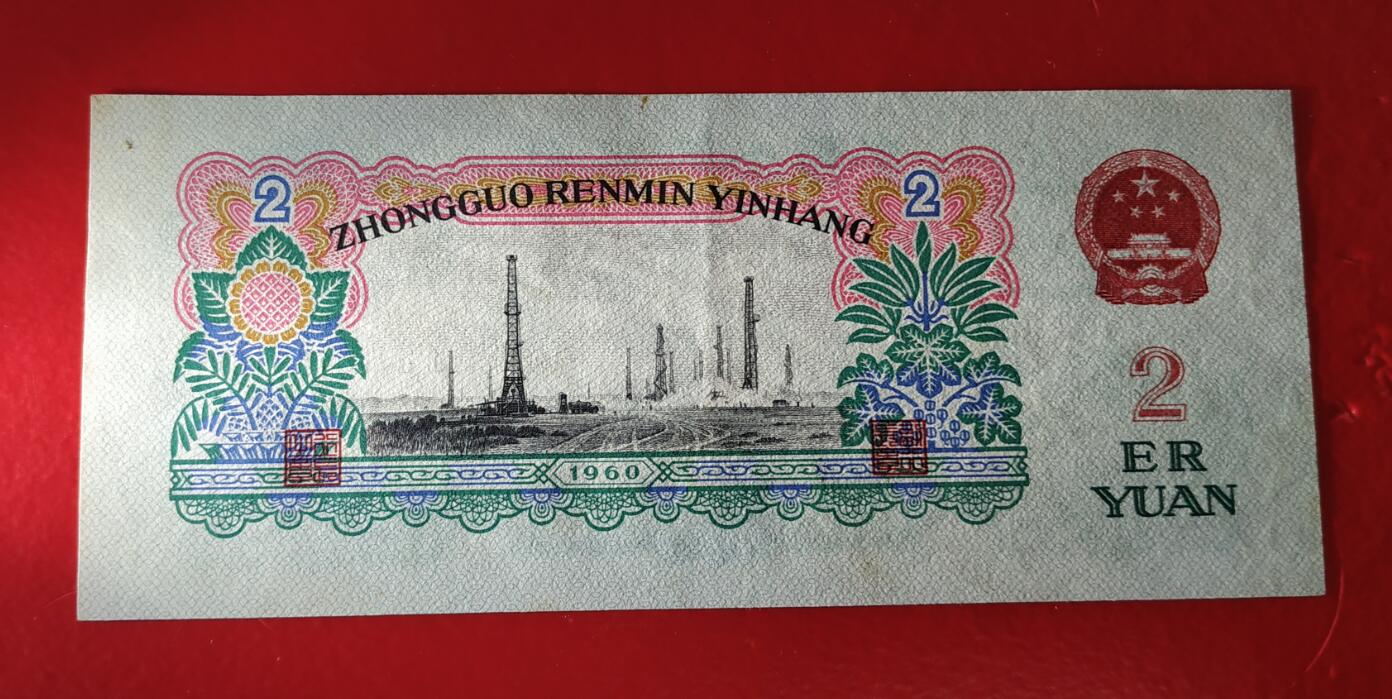 2
2
ZHONGGUO RENMIN YINHANG
2
ER
YUAN
1960